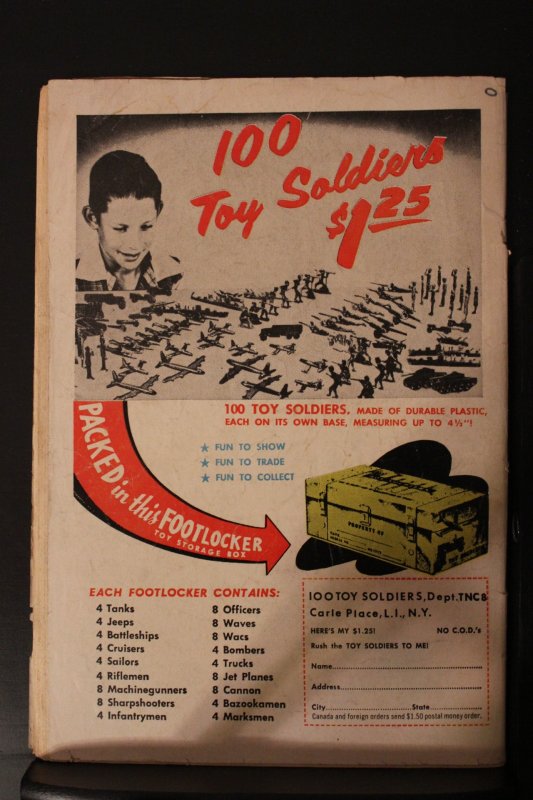 O
100
Toy Soldiers
$1.25
100 TOY SOLDIERS, MADE OF DURABLE PLASTIC,
EACH ON ITS OWN BASE, MEASURING UP TO 4½"!
★ FUN TO SHOW
★ FUN TO TRADE
★ FUN TO COLLECT
PACKED in this FOOTLOCKER
TOY STORAGE BOX
PROPERTY OF
EACH FOOTLOCKER CONTAINS:
4 Tanks
4 Jeeps
4 Battleships
4 Cruisers
4 Sailors
4 Riflemen
8 Machinegunners
8 Sharpshooters
4 Infantrymen
8 Officers
8 Waves
8 Wacs
4 Bombers
4 Trucks
8 Jet Planes
8 Cannon
4 Bazookamen
4 Marksmen
100 TOY SOLDIERS, Dept. TNC8
Carle Place, L.I., N.Y.
HERE'S MY $1.25! NO C.O.D.'s
Rush the TOY SOLDIERS TO ME!
Name
Address
City State
Canada and foreign orders send $1.50 postal money order.